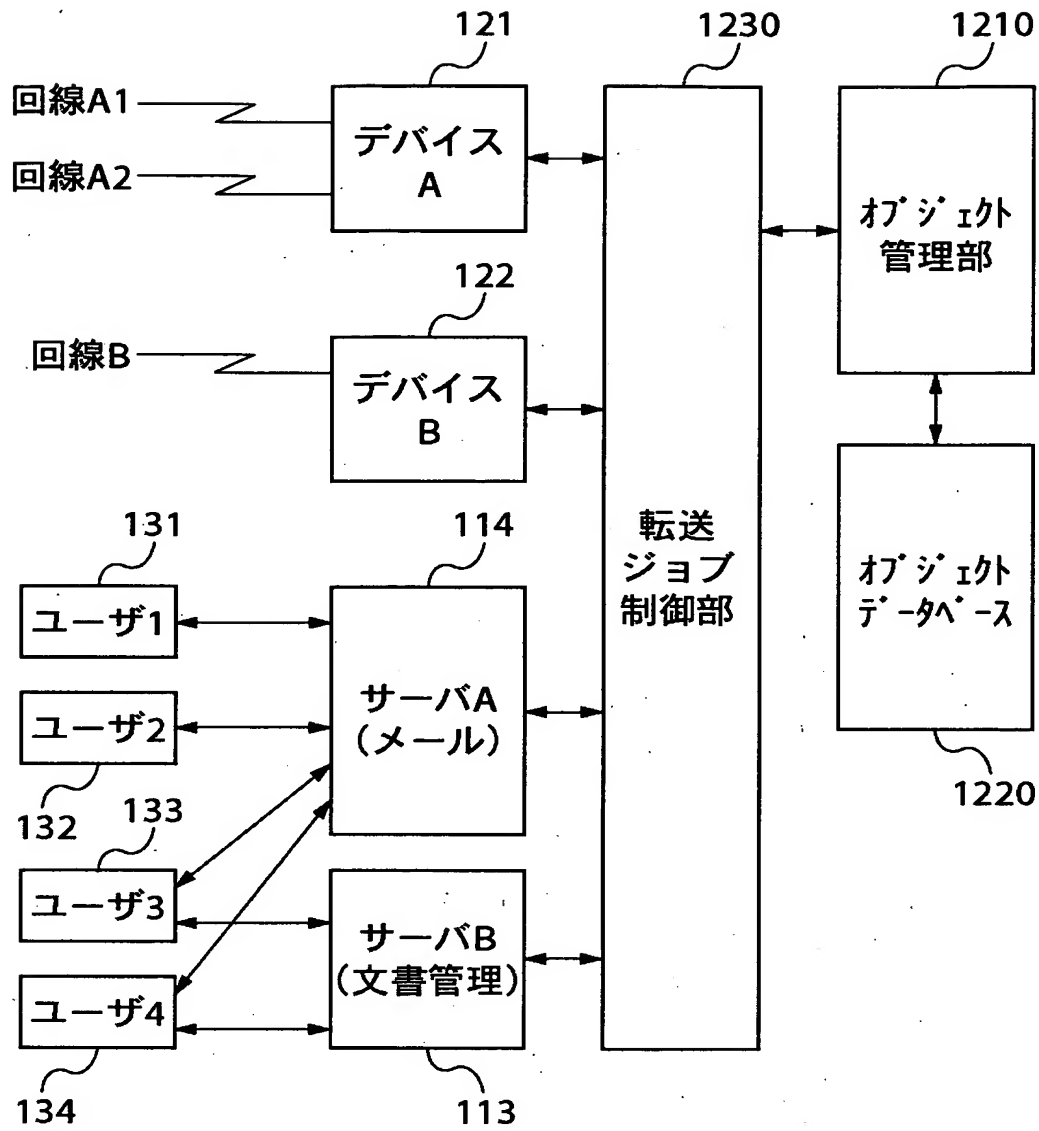 121
1230
1210
回線A1
回線A2
デバイス
A
オブジェクト
管理部
122
回線B
デバイス
B
131
114
転送
ジョブ
制御部
オブジェクト
データベース
ユーザ1
サーバA
(メール)
ユーザ2
132
133
1220
ユーザ3
サーバB
(文書管理)
ユーザ4
134
113